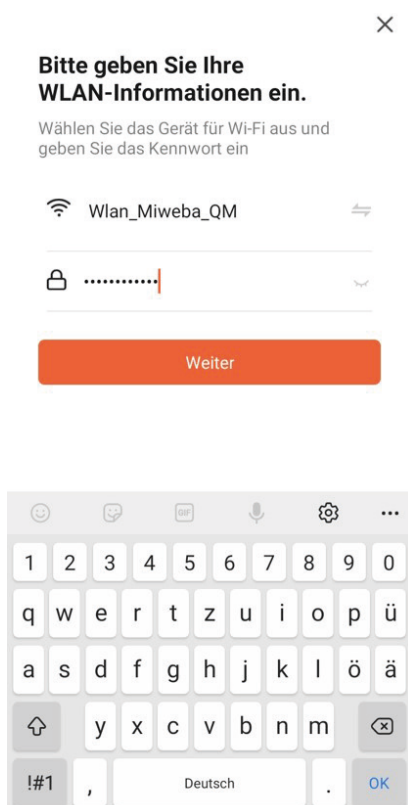 Bitte geben Sie Ihre
WLAN-Informationen ein.
Wählen Sie das Gerät für Wi-Fi aus und
geben Sie das Kennwort ein
Wlan_Miweba_QM
••••••••••••
Weiter
GIF
1 2 3 4 5 6 7 8 9 0
q w e r t z u i o p ü
a s d f g h j k l ö ä
y x c v b n m
!#1 , Deutsch . OK